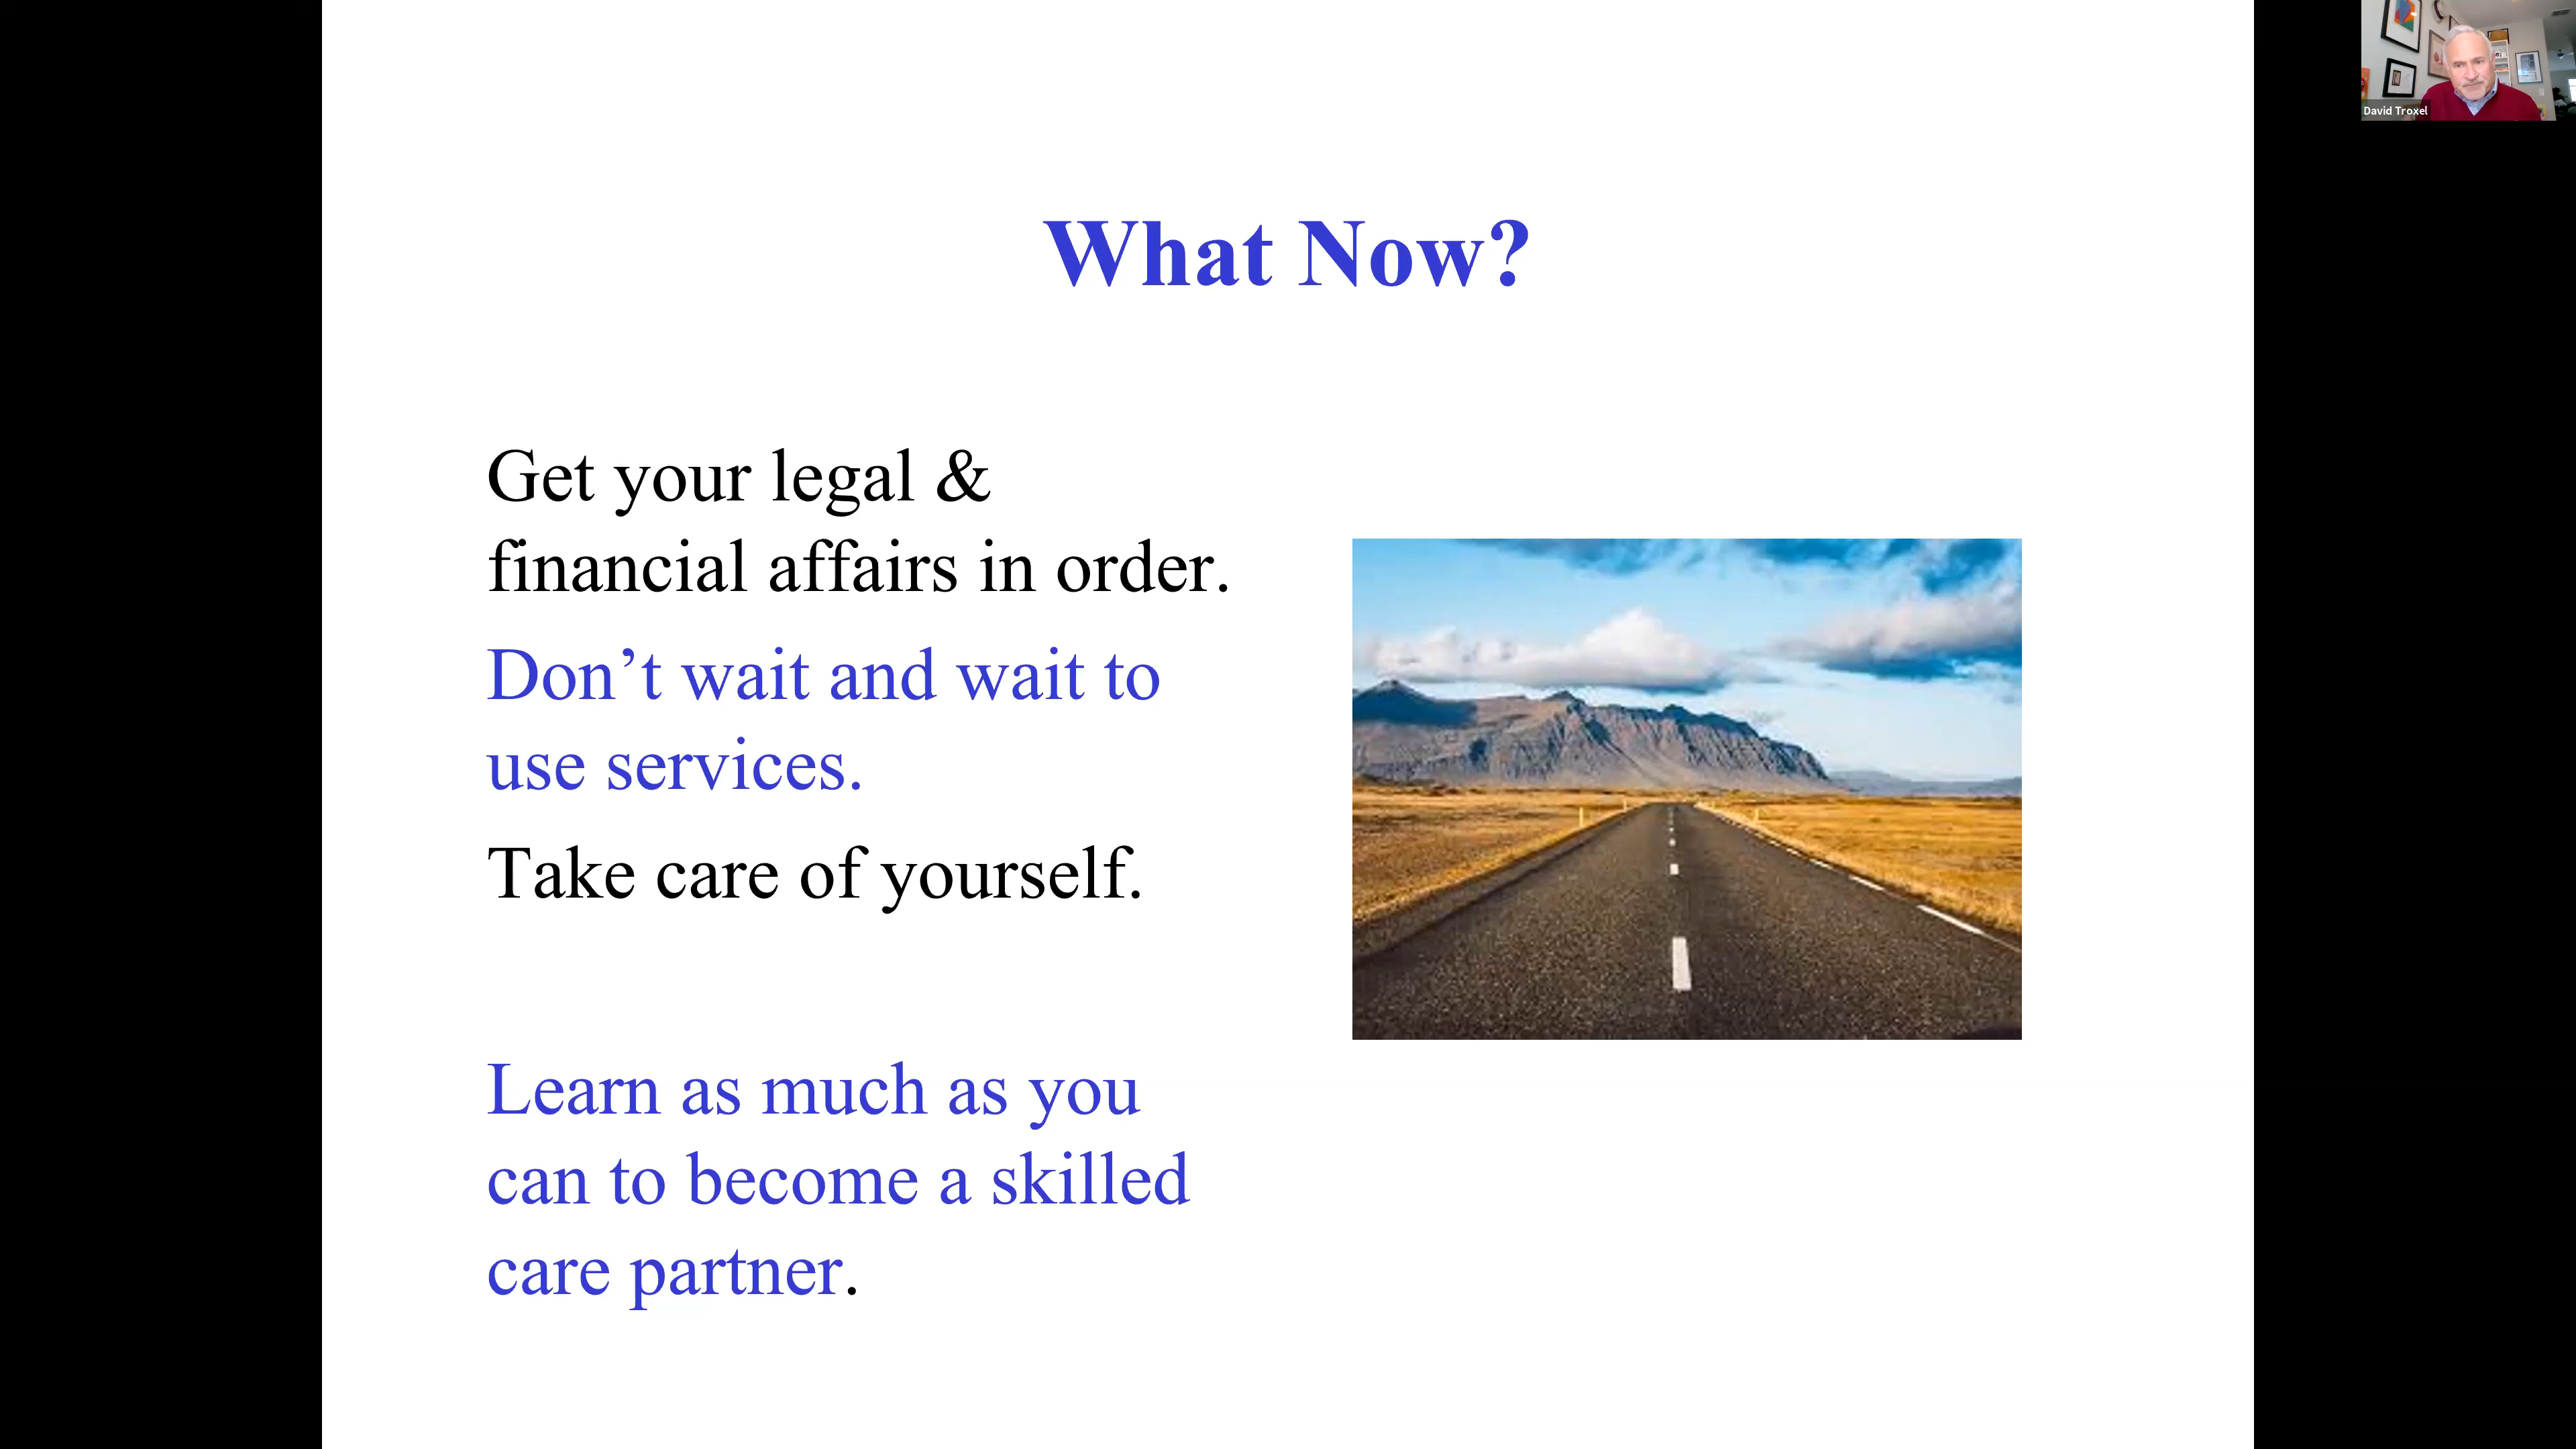 David Troxel
What Now?
Get your legal &
financial affairs in order.
Don’t wait and wait to
use services.
Take care of yourself.
Learn as much as you
can to become a skilled
care partner.